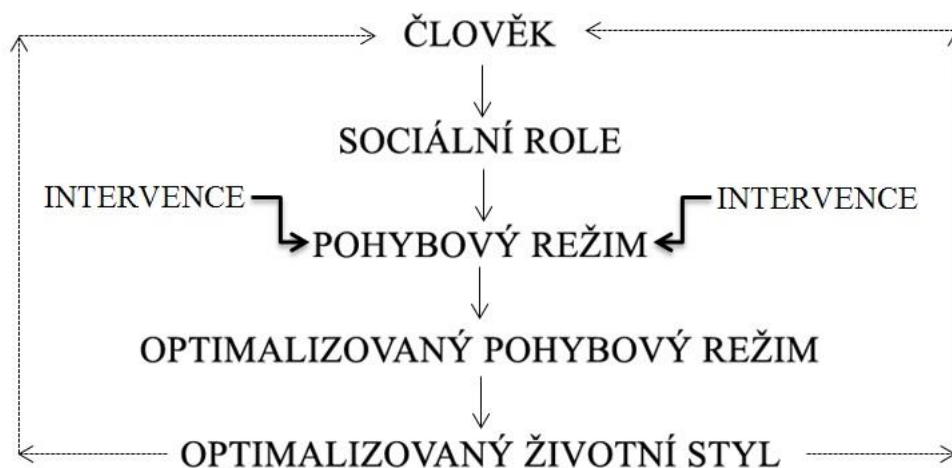 ČLOVĚK
SOCIÁLNÍ ROLE
INTERVENCE INTERVENCE
POHYBOVÝ REŽIM
OPTIMALIZOVANÝ POHYBOVÝ REŽIM
OPTIMALIZOVANÝ ŽIVOTNÍ STYL